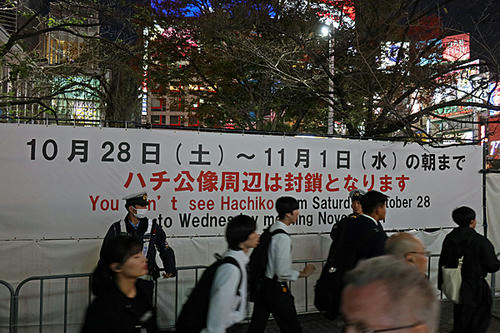 10月28日（土）～11月1日（水）の朝まで
ハチ公像周辺は封鎖となります
You n't see Hachiko Saturday October 28
to Wednesday morning